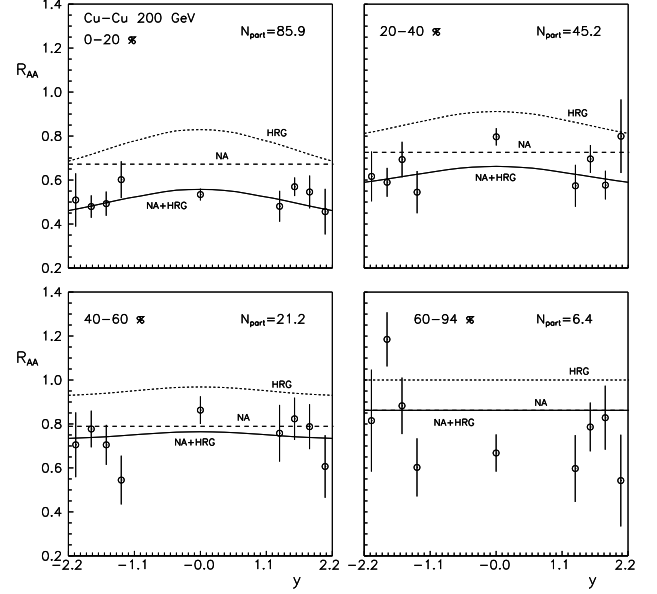 Cu-Cu 200 GeV
0-20 %
N_part=85.9
R_AA
1.4
1.2
1.0
0.8
0.6
0.4
0.2
HRG
NA
NA+HRG
20-40 %
N_part=45.2
HRG
NA
NA+HRG
40-60 %
N_part=21.2
R_AA
1.4
1.2
1.0
0.8
0.6
0.4
0.2
HRG
NA
NA+HRG
-2.2 -1.1 -0.0 1.1 2.2
y
60-94 %
N_part=6.4
HRG
NA
NA+HRG
-2.2 -1.1 -0.0 1.1 2.2
y